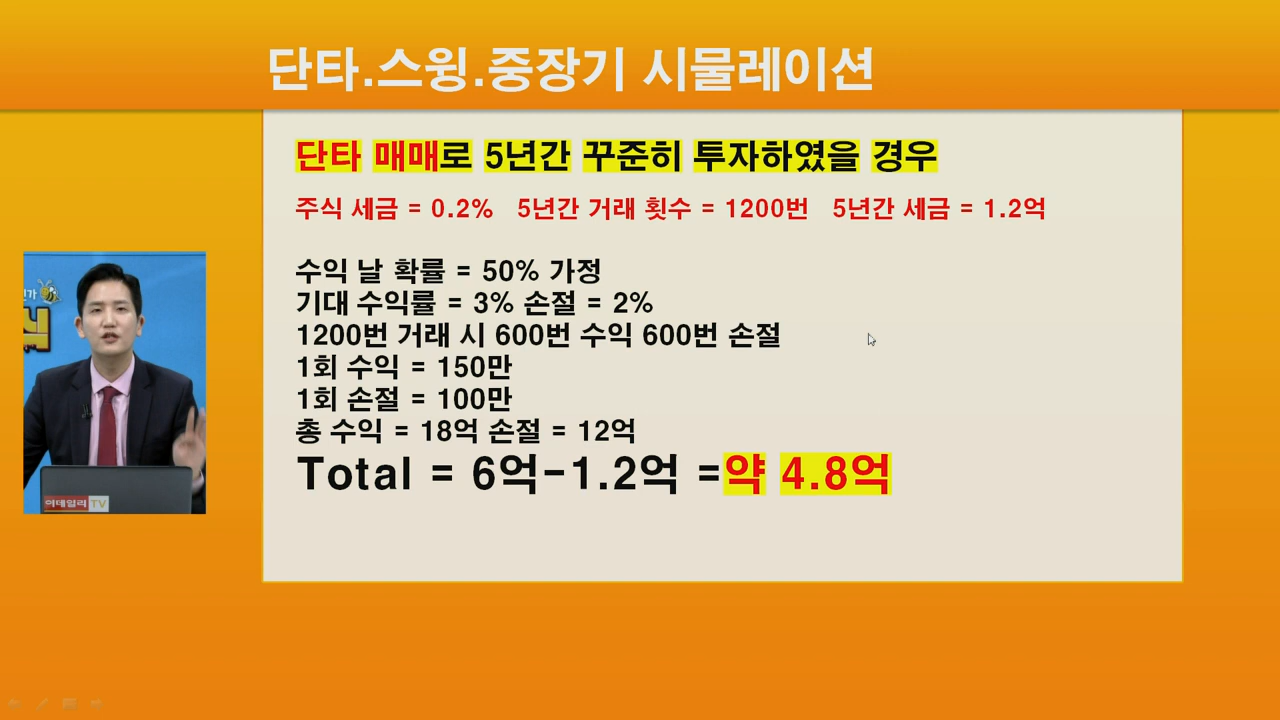 단타.스윙.중장기 시물레이션
단타 매매로 5년간 꾸준히 투자하였을 경우
주식 세금 = 0.2% 5년간 거래 횟수 = 1200번 5년간 세금 = 1.2억
수익 날 확률 = 50% 가정
기대 수익률 = 3% 손절 = 2%
1200번 거래 시 600번 수익 600번 손절
1회 수익 = 150만
1회 손절 = 100만
총 수익 = 18억 손절 = 12억
Total = 6억-1.2억 =약 4.8억
이데일리 TV